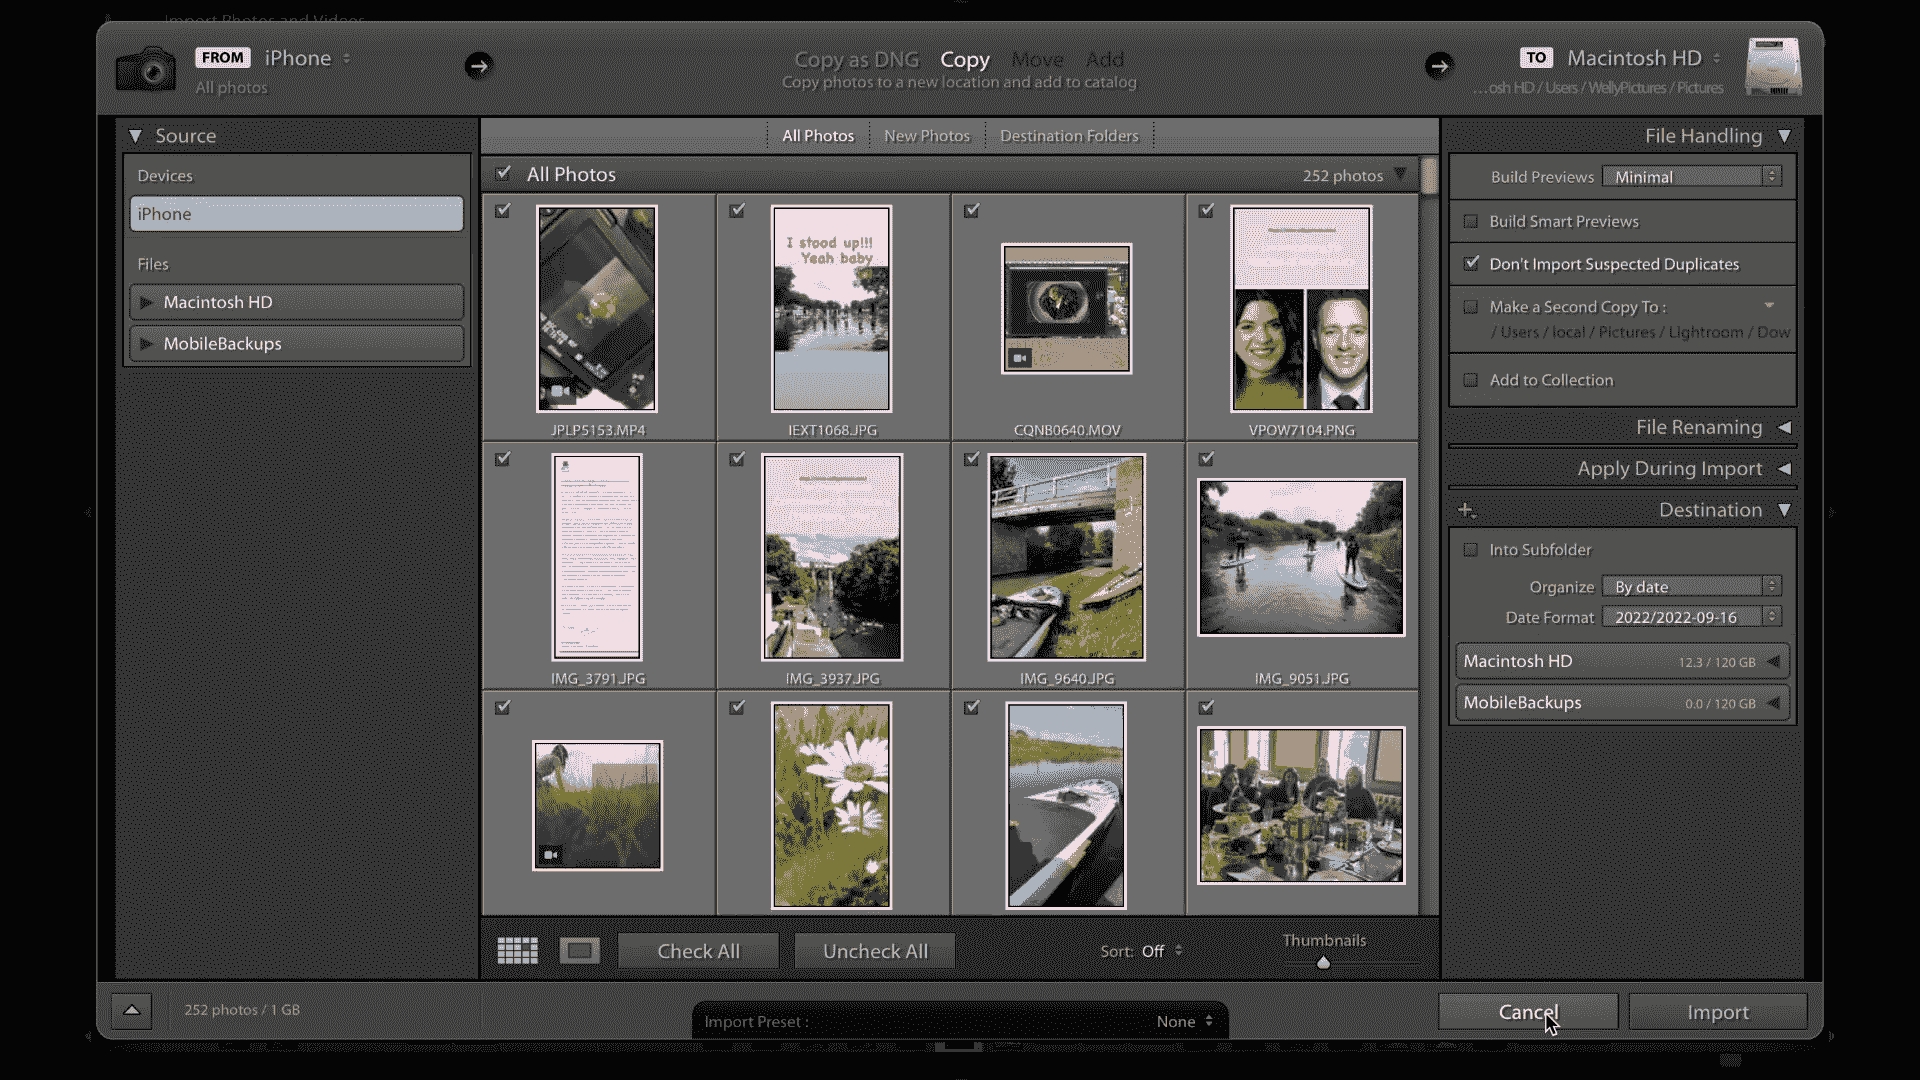 Import Photos and Videos
FROM iPhone
All photos
Copy as DNG Copy Move Add
Copy photos to a new location and add to catalog
TO Macintosh HD
…osh HD / Users / WellyPictures / Pictures
Source
Devices
iPhone
Files
Macintosh HD
MobileBackups
All Photos New Photos Destination Folders
All Photos 252 photos
I stood up!!!
Yeah baby
JPLP5153.MP4 IEXT1068.JPG CQNB0640.MOV VPOW7104.PNG
IMG_3791.JPG IMG_3937.JPG IMG_9640.JPG IMG_9051.JPG
Check All Uncheck All Sort: Off Thumbnails
File Handling
Build Previews Minimal
Build Smart Previews
Don't Import Suspected Duplicates
Make a Second Copy To :
/ Users / local / Pictures / Lightroom / Dow
Add to Collection
File Renaming
Apply During Import
Destination
Into Subfolder
Organize By date
Date Format 2022/2022-09-16
Macintosh HD 12.3 / 120 GB
MobileBackups 0.0 / 120 GB
252 photos / 1 GB
Import Preset : None
Cancel Import